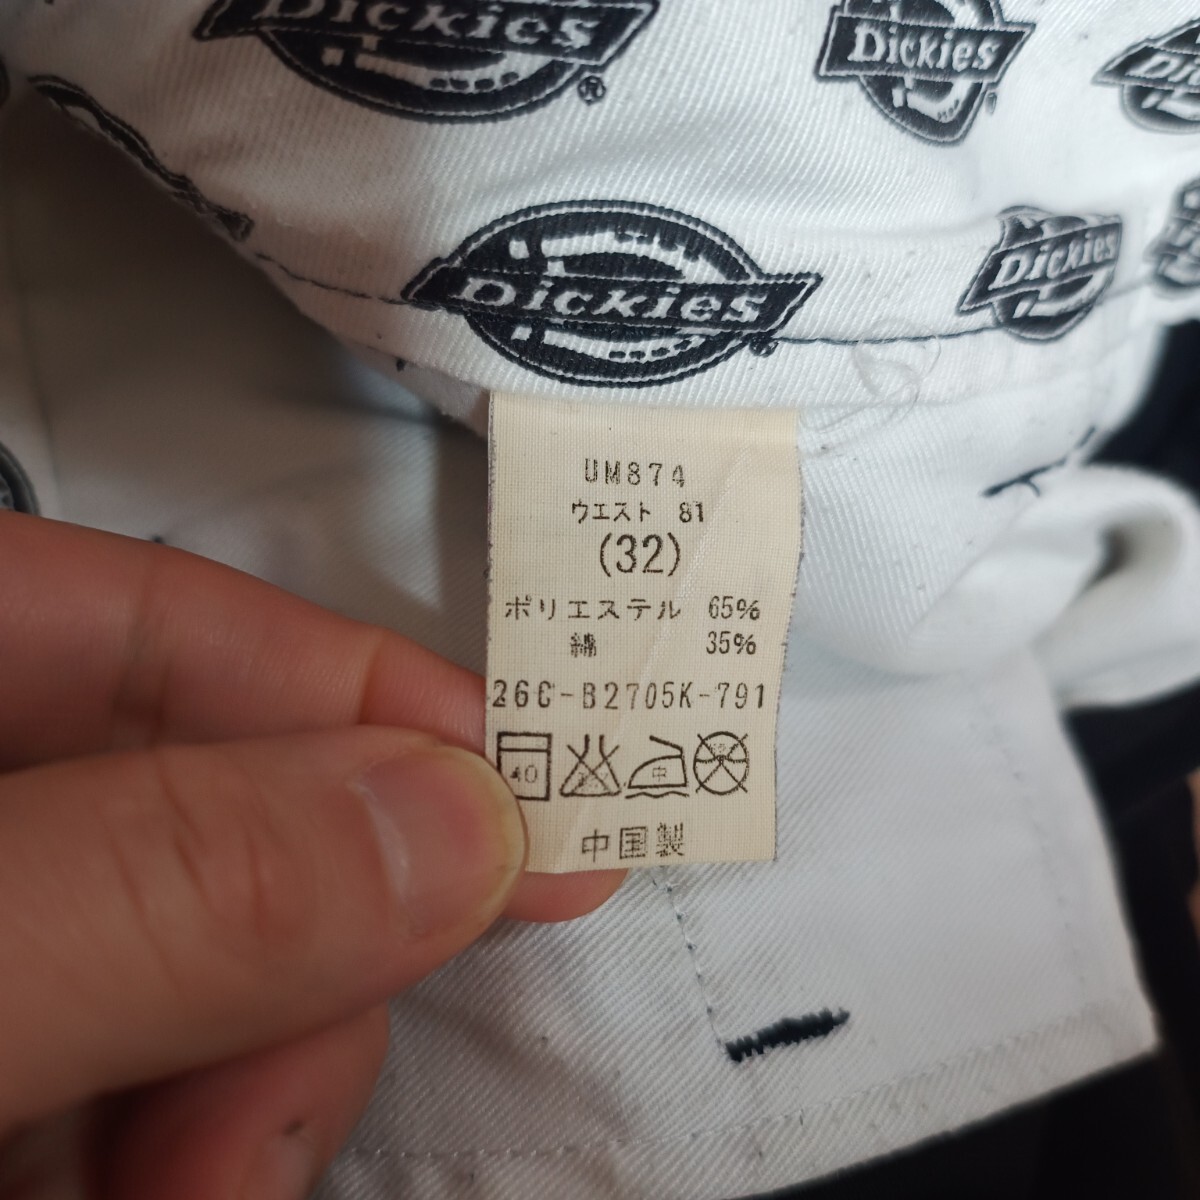 Dickies
®
Dickies
Dickies
Dickies
UM874
ウエスト 81
(32)
ポリエステル 65%
綿 35%
26C-B2705K-791
40
中
中国製